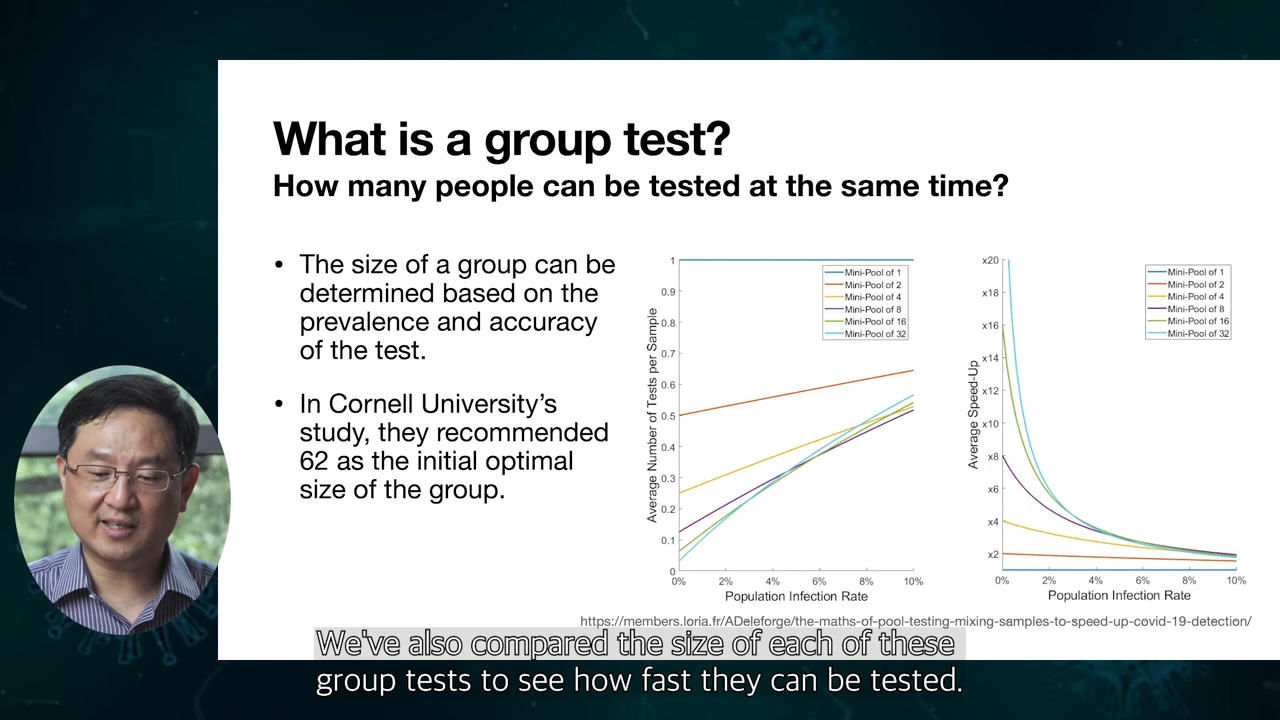 What is a group test?
How many people can be tested at the same time?
• The size of a group can be
determined based on the
prevalence and accuracy
of the test.
• In Cornell University’s
study, they recommended
62 as the initial optimal
size of the group.
Average Number of Tests per Sample
1
0.9
0.8
0.7
0.6
0.5
0.4
0.3
0.2
0.1
0
0% 2% 4% 6% 8% 10%
Population Infection Rate
Mini-Pool of 1
Mini-Pool of 2
Mini-Pool of 4
Mini-Pool of 8
Mini-Pool of 16
Mini-Pool of 32
Average Speed-Up
x20
x18
x16
x14
x12
x10
x8
x6
x4
x2
0% 2% 4% 6% 8% 10%
Population Infection Rate
Mini-Pool of 1
Mini-Pool of 2
Mini-Pool of 4
Mini-Pool of 8
Mini-Pool of 16
Mini-Pool of 32
https://members.loria.fr/ADeleforge/the-maths-of-pool-testing-mixing-samples-to-speed-up-covid-19-detection/
We've also compared the size of each of these
group tests to see how fast they can be tested.